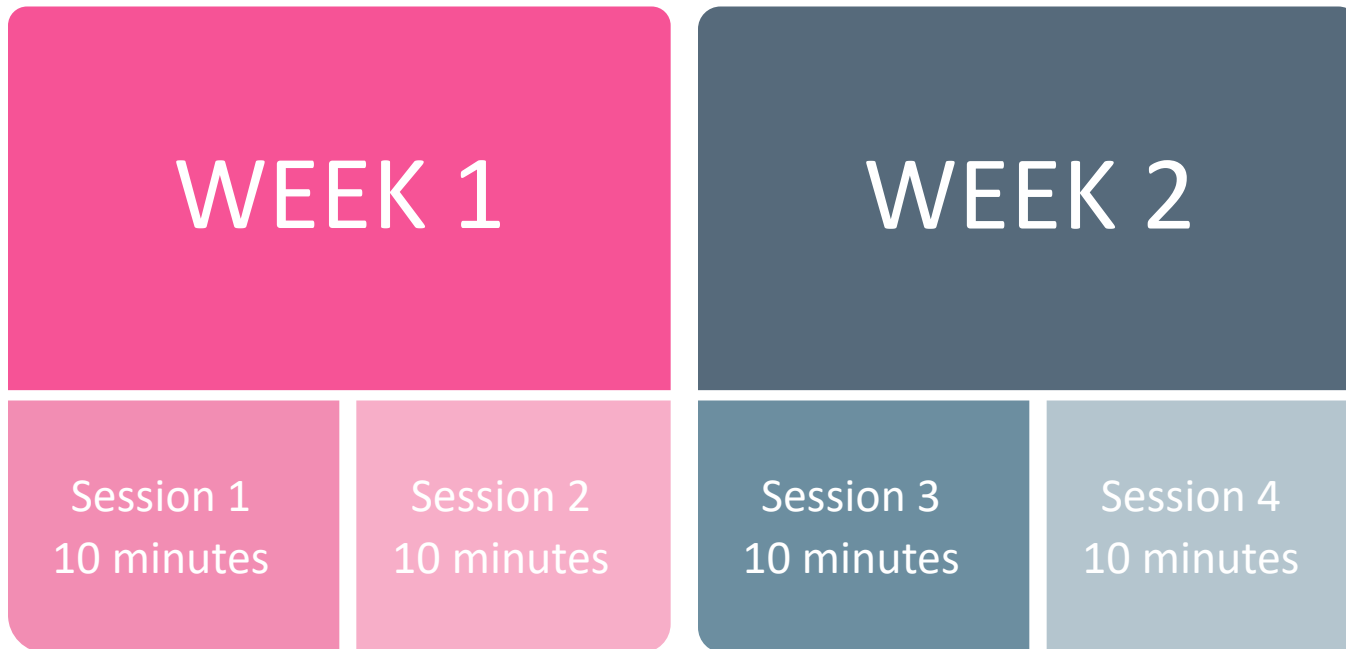 WEEK 1
WEEK 2
Session 1
10 minutes
Session 2
10 minutes
Session 3
10 minutes
Session 4
10 minutes